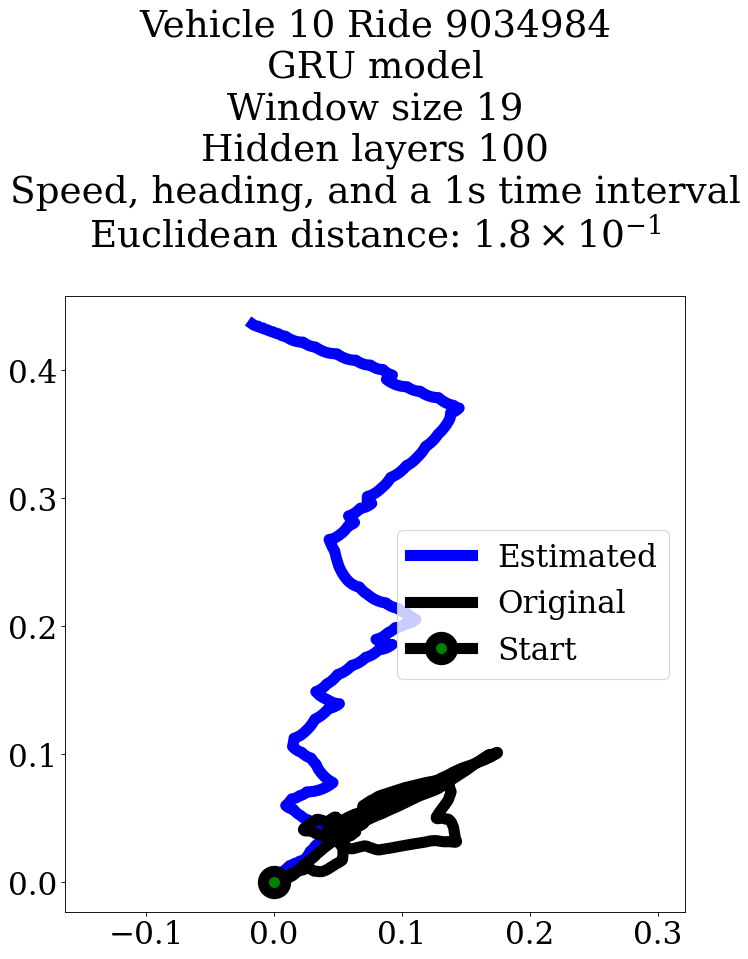 Vehicle 10 Ride 9034984
GRU model
Window size 19
Hidden layers 100
Speed, heading, and a 1s time interval
Euclidean distance: 1.8 × 10⁻¹
0.4
0.3
0.2
0.1
0.0
Estimated
Original
Start
−0.1 0.0 0.1 0.2 0.3